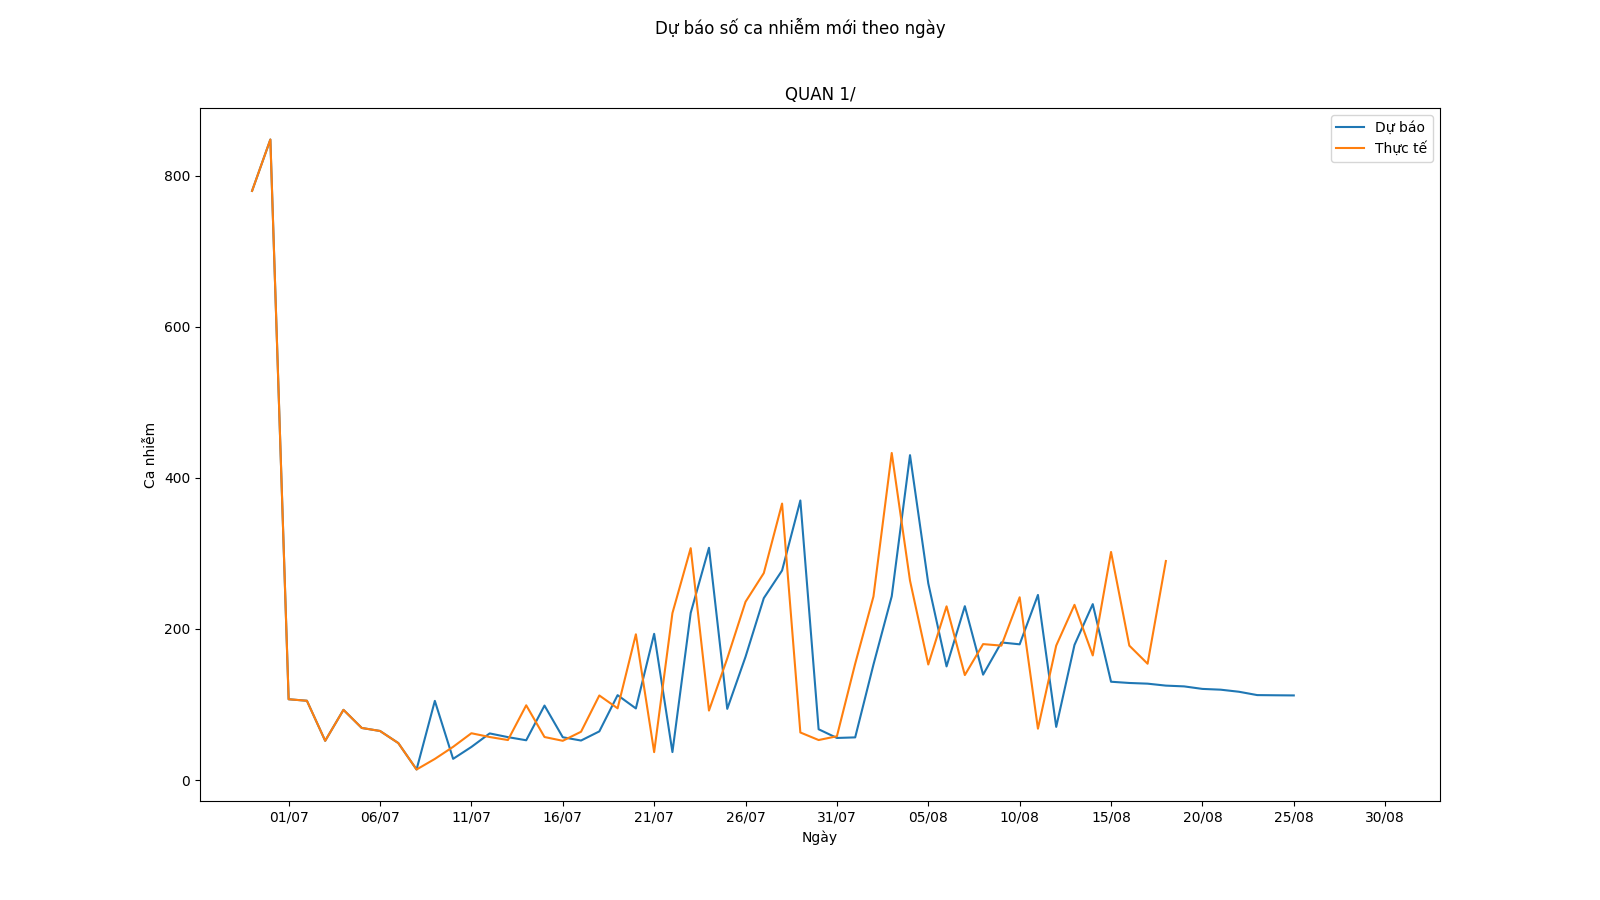 Dự báo số ca nhiễm mới theo ngày
QUAN 1/
Dự báo
Thực tế
800
600
400
200
0
Ca nhiễm
01/07 06/07 11/07 16/07 21/07 26/07 31/07 05/08 10/08 15/08 20/08 25/08 30/08
Ngày